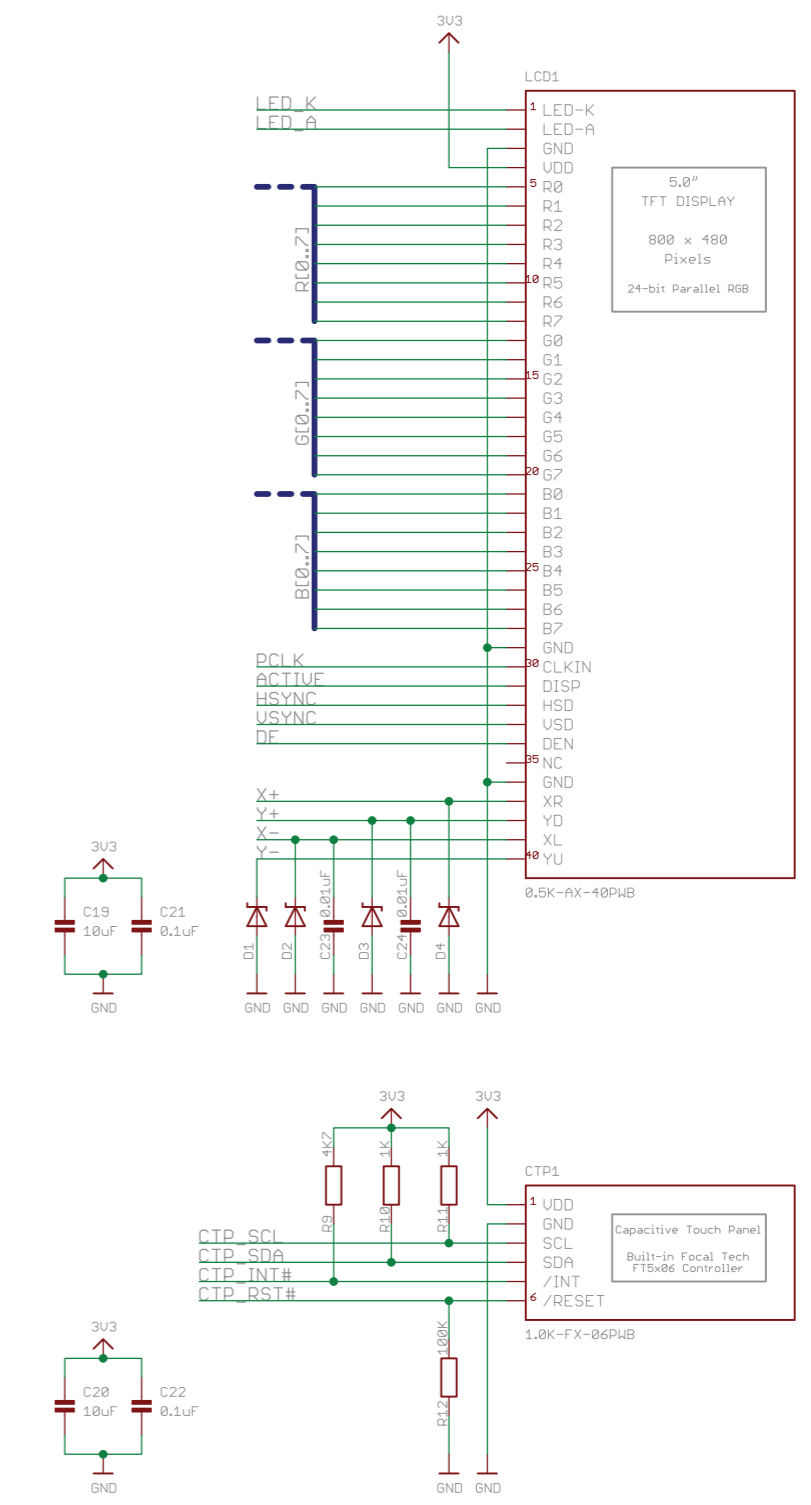 3V3
LCD1
LED_K
LED_A
1 LED-K
LED-A
GND
VDD
5 R0
R1
R2
R3
R4
10 R5
R6
R7
G0
G1
15 G2
G3
G4
G5
G6
20 G7
B0
B1
B2
B3
25 B4
B5
B6
B7
GND
30 CLKIN
DISP
HSD
VSD
DEN
35 NC
GND
XR
YD
XL
40 YU
5.0"
TFT DISPLAY
800 x 480
Pixels
24-bit Parallel RGB
R[0..7]
G[0..7]
B[0..7]
PCLK
ACTIVE
HSYNC
VSYNC
DE
X+
Y+
X-
Y-
0.5K-AX-40PWB
3V3
C19
10uF
C21
0.1uF
GND
D1
D2
C23
0.01uF
D3
C24
0.01uF
D4
GND
GND
GND
GND
GND
GND
GND
3V3
3V3
4K7
R9
1K
R10
1K
R11
CTP1
CTP_SCL
CTP_SDA
CTP_INT#
CTP_RST#
1 VDD
GND
SCL
SDA
/INT
6 /RESET
Capacitive Touch Panel
Built-in Focal Tech
FT5x06 Controller
1.0K-FX-06PWB
100K
R12
GND
GND
3V3
C20
10uF
C22
0.1uF
GND